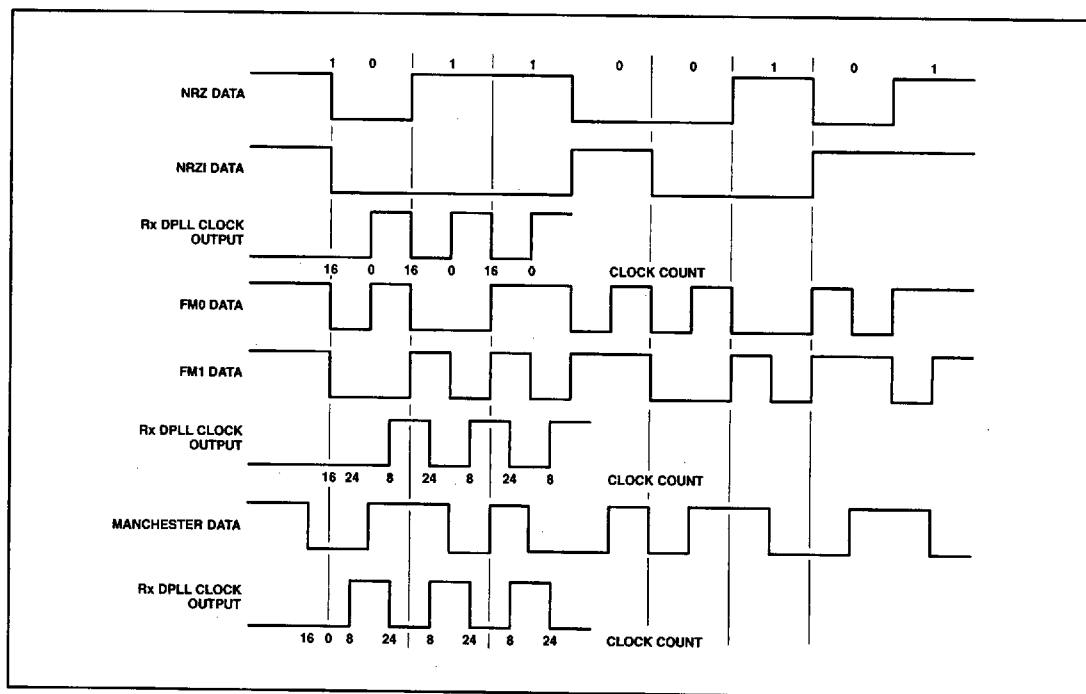 1 0 1 1 0 0 1 0 1
NRZ DATA
NRZI DATA
Rx DPLL CLOCK
OUTPUT
16 0 16 0 16 0 CLOCK COUNT
FM0 DATA
FM1 DATA
Rx DPLL CLOCK
OUTPUT
16 24 8 24 8 24 8 CLOCK COUNT
MANCHESTER DATA
Rx DPLL CLOCK
OUTPUT
16 0 8 24 8 24 8 24 CLOCK COUNT